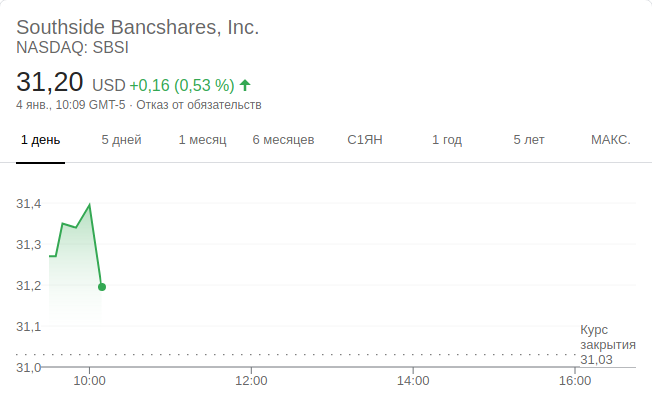 Southside Bancshares, Inc.
NASDAQ: SBSI
31,20 USD +0,16 (0,53 %)
4 янв., 10:09 GMT-5 · Отказ от обязательств
1 день 5 дней 1 месяц 6 месяцев С1ЯН 1 год 5 лет МАКС.
31,4
31,3
31,2
31,1
Курс
закрытия
31,03
31,0
10:00 12:00 14:00 16:00